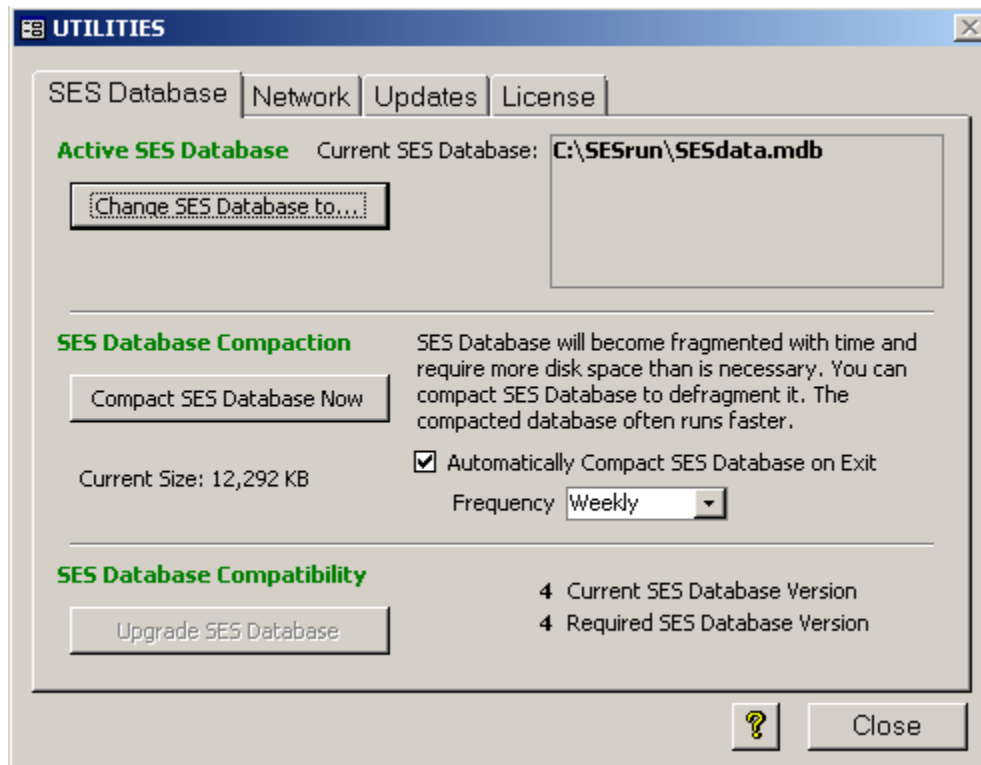 UTILITIES
SES Database Network Updates License
Active SES Database Current SES Database: C:\SESrun\SESdata.mdb
Change SES Database to...
SES Database Compaction
Compact SES Database Now
Current Size: 12,292 KB
SES Database will become fragmented with time and
require more disk space than is necessary. You can
compact SES Database to defragment it. The
compacted database often runs faster.
Automatically Compact SES Database on Exit
Frequency Weekly
SES Database Compatibility
Upgrade SES Database
4 Current SES Database Version
4 Required SES Database Version
? Close